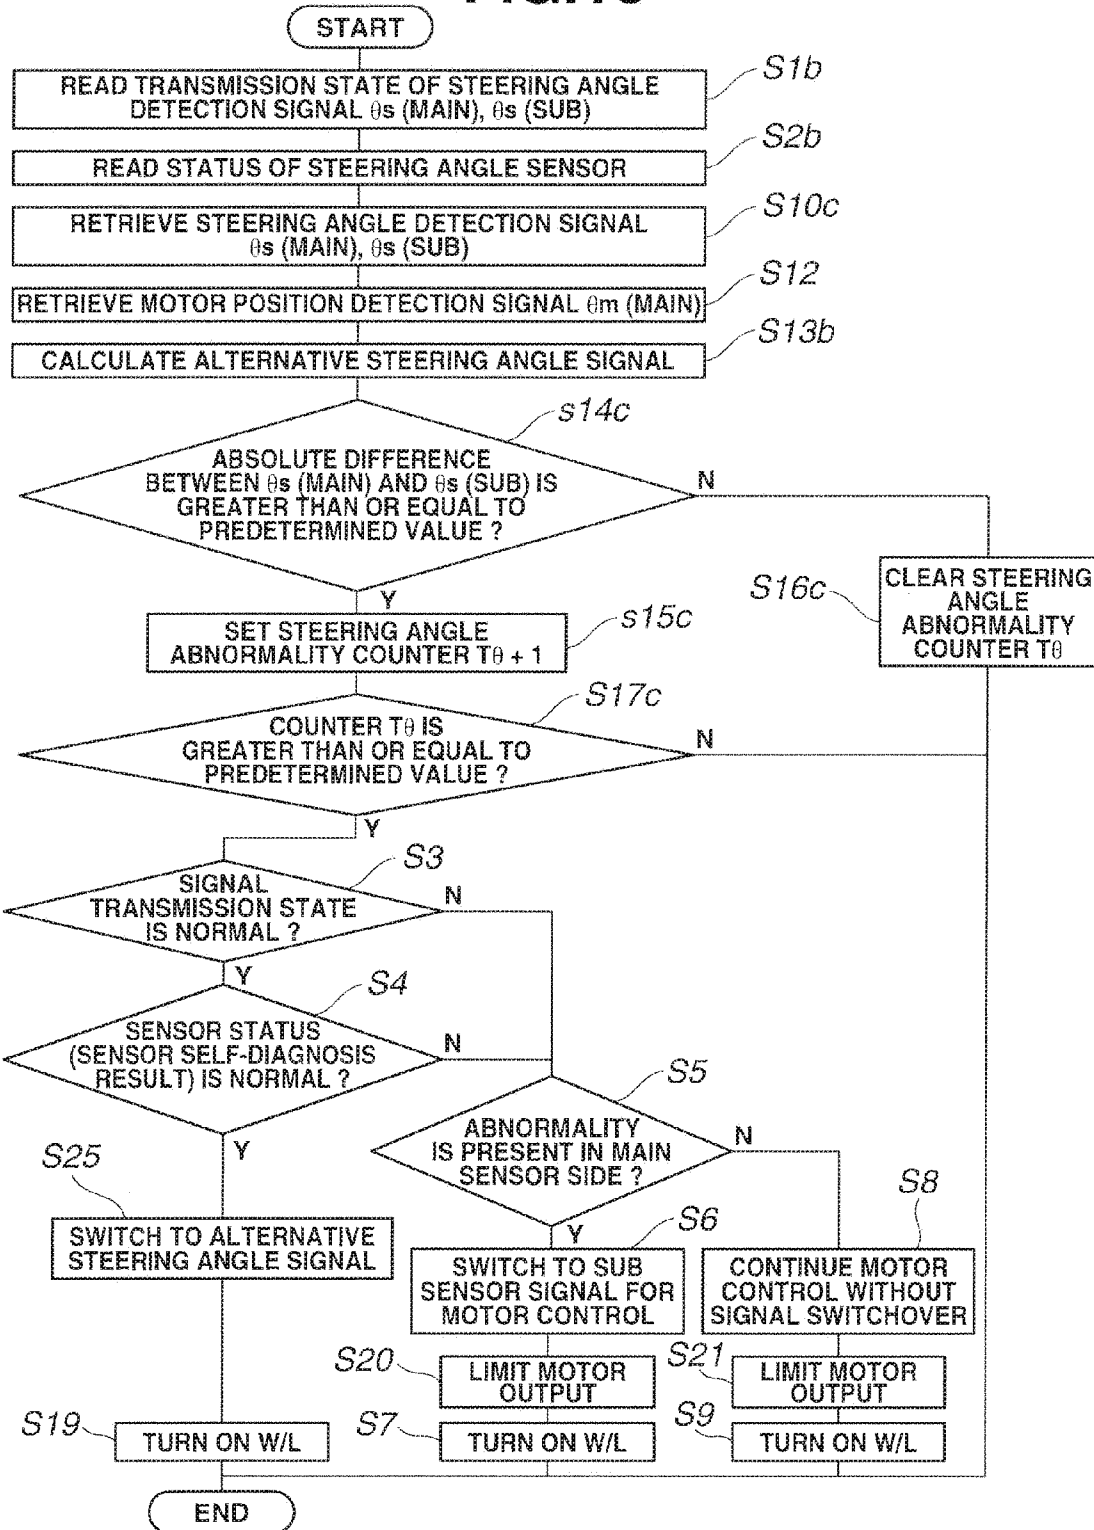 START
READ TRANSMISSION STATE OF STEERING ANGLE
DETECTION SIGNAL θs (MAIN), θs (SUB)
S1b
READ STATUS OF STEERING ANGLE SENSOR
S2b
RETRIEVE STEERING ANGLE DETECTION SIGNAL
θs (MAIN), θs (SUB)
S10c
RETRIEVE MOTOR POSITION DETECTION SIGNAL θm (MAIN)
S12
CALCULATE ALTERNATIVE STEERING ANGLE SIGNAL
S13b
s14c
ABSOLUTE DIFFERENCE
BETWEEN θs (MAIN) AND θs (SUB) IS
GREATER THAN OR EQUAL TO
PREDETERMINED VALUE ?
N
Y
S16c
CLEAR STEERING
ANGLE
ABNORMALITY
COUNTER Tθ
SET STEERING ANGLE
ABNORMALITY COUNTER Tθ + 1
s15c
S17c
COUNTER Tθ IS
GREATER THAN OR EQUAL TO
PREDETERMINED VALUE ?
N
Y
S3
SIGNAL
TRANSMISSION STATE
IS NORMAL ?
N
Y
S4
SENSOR STATUS
(SENSOR SELF-DIAGNOSIS
RESULT) IS NORMAL ?
N
Y
S5
ABNORMALITY
IS PRESENT IN MAIN
SENSOR SIDE ?
N
Y
S25
SWITCH TO ALTERNATIVE
STEERING ANGLE SIGNAL
S6
SWITCH TO SUB
SENSOR SIGNAL FOR
MOTOR CONTROL
S8
CONTINUE MOTOR
CONTROL WITHOUT
SIGNAL SWITCHOVER
S20
LIMIT MOTOR
OUTPUT
S21
LIMIT MOTOR
OUTPUT
S19
TURN ON W/L
S7
TURN ON W/L
S9
TURN ON W/L
END